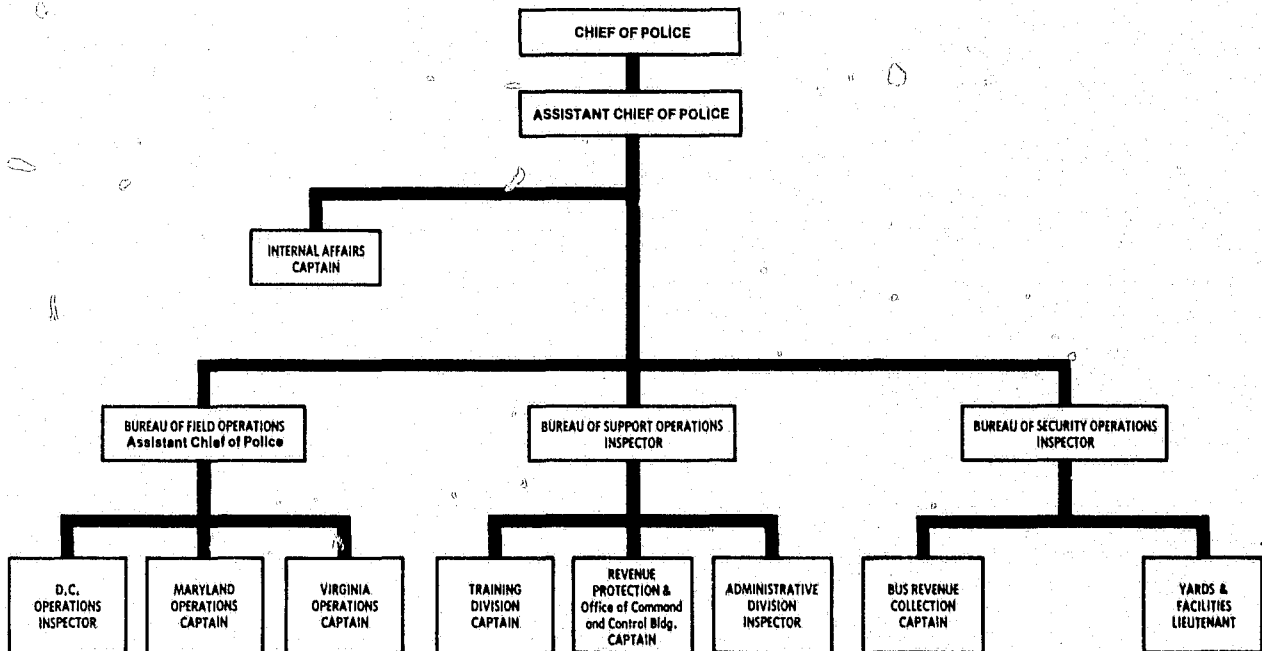 CHIEF OF POLICE
ASSISTANT CHIEF OF POLICE
INTERNAL AFFAIRS
CAPTAIN
BUREAU OF FIELD OPERATIONS
Assistant Chief of Police
BUREAU OF SUPPORT OPERATIONS
INSPECTOR
BUREAU OF SECURITY OPERATIONS
INSPECTOR
D.C.
OPERATIONS
INSPECTOR
MARYLAND
OPERATIONS
CAPTAIN
VIRGINIA
OPERATIONS
CAPTAIN
TRAINING
DIVISION
CAPTAIN
REVENUE
PROTECTION &
Office of Command
and Control Bldg.
CAPTAIN
ADMINISTRATIVE
DIVISION
INSPECTOR
BUS REVENUE
COLLECTION
CAPTAIN
YARDS &
FACILITIES
LIEUTENANT